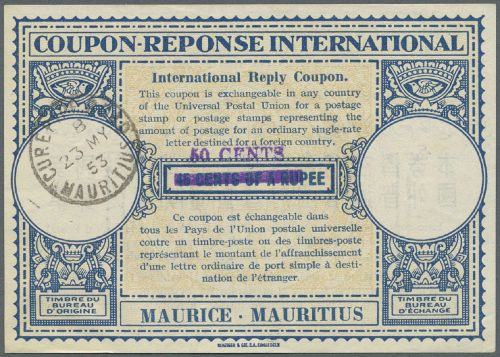 COUPON-REPONSE INTERNATIONAL
International Reply Coupon.
This coupon is exchangeable in any country
of the Universal Postal Union for a postage
stamp or postage stamps representing the
amount of postage for an ordinary single-rate
letter destined for a foreign country.
50 CENTS
CENTS OF A RUPEE
Ce coupon est échangeable dans
tous les Pays de l'Union postale universelle
contre un timbre-poste ou des timbres-poste
représentant le montant de l'affranchissement
d'une lettre ordinaire de port simple à desti-
nation de l'étranger.
B
23 MY
53
MAURITIUS
TIMBRE DU
BUREAU
D'ORIGINE
MAURICE - MAURITIUS
TIMBRE DU
BUREAU
D'ÉCHANGE
BENZIGER & CIE. S.A. EINSIEDELN